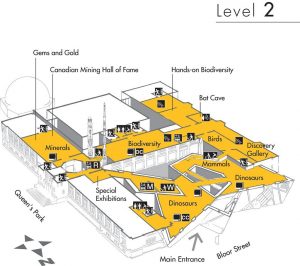 Level 2
Gems and Gold
Canadian Mining Hall of Fame
Hands-on Biodiversity
Bat Cave
Minerals
Biodiversity
Birds
Discovery
Gallery
Mammals
R
Dinosaurs
Special
Exhibitions
M
W
Dinosaurs
Queen's Park
N
Main Entrance
Bloor Street